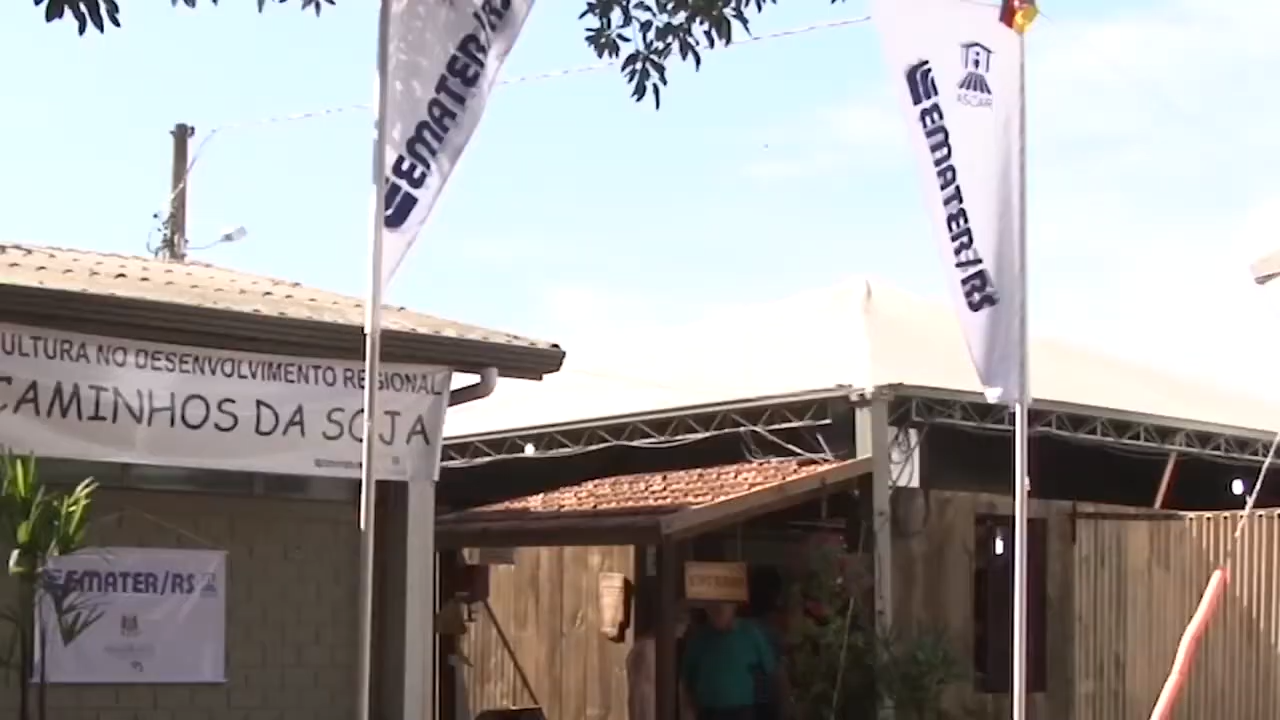 EMATER/RS
ASCAR
EMATER/RS
ULTURA NO DESENVOLVIMENTO REGIONAL
CAMINHOS DA SOJA
EMATER/RS